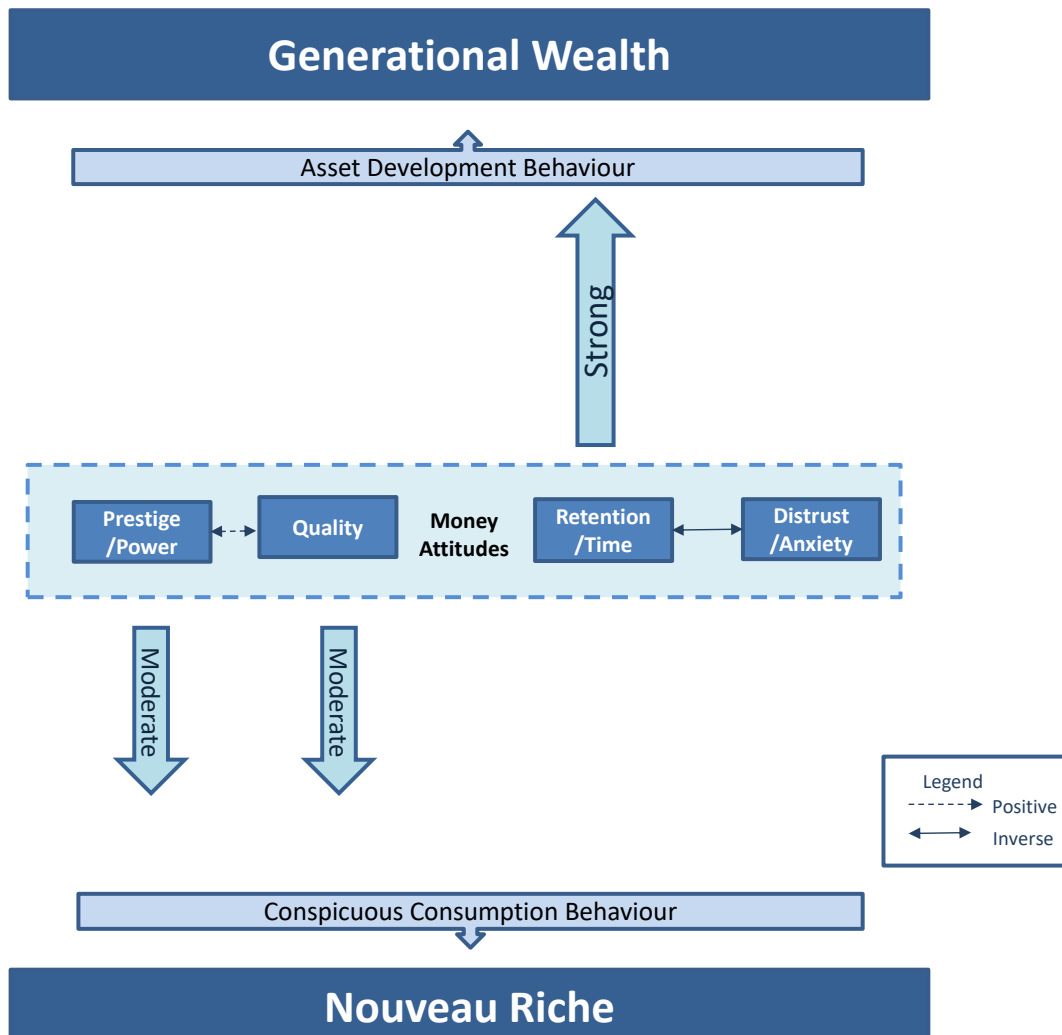 Generational Wealth
Asset Development Behaviour
Strong
Prestige
/Power
Quality
Money
Attitudes
Retention
/Time
Distrust
/Anxiety
Moderate
Moderate
Legend
Positive
Inverse
Conspicuous Consumption Behaviour
Nouveau Riche